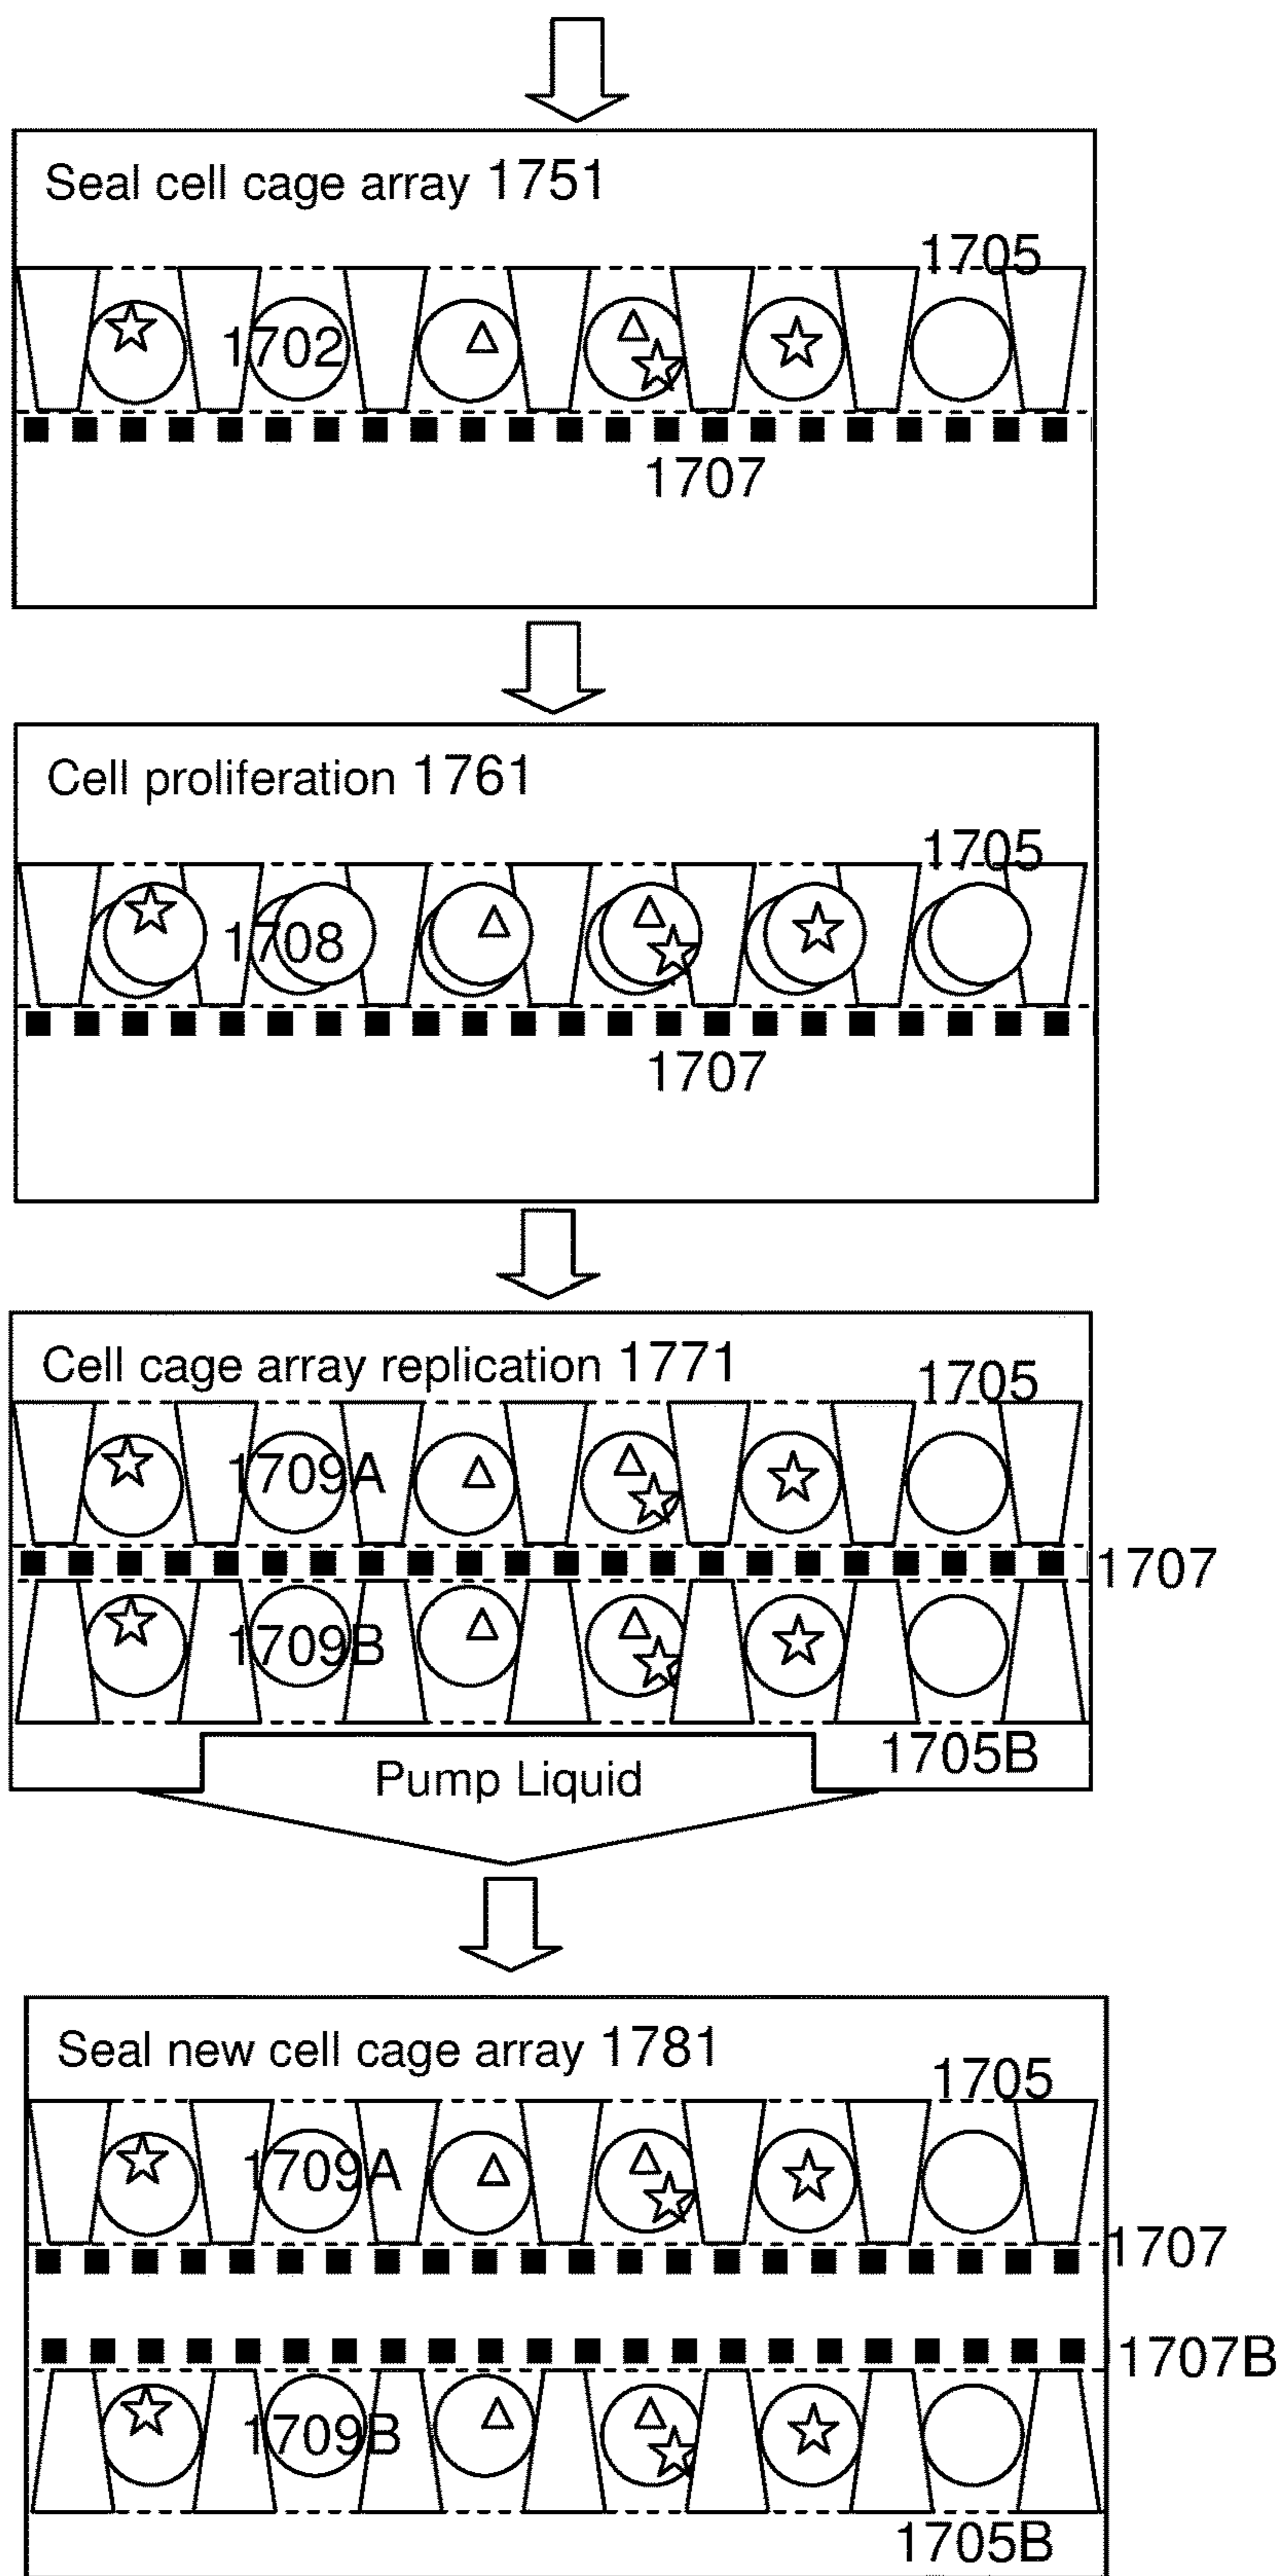 Seal cell cage array 1751
1705
1702
1707
Cell proliferation 1761
1705
1708
1707
Cell cage array replication 1771
1705
1709A
1707
1709B
1705B
Pump Liquid
Seal new cell cage array 1781
1705
1709A
1707
1707B
1709B
1705B